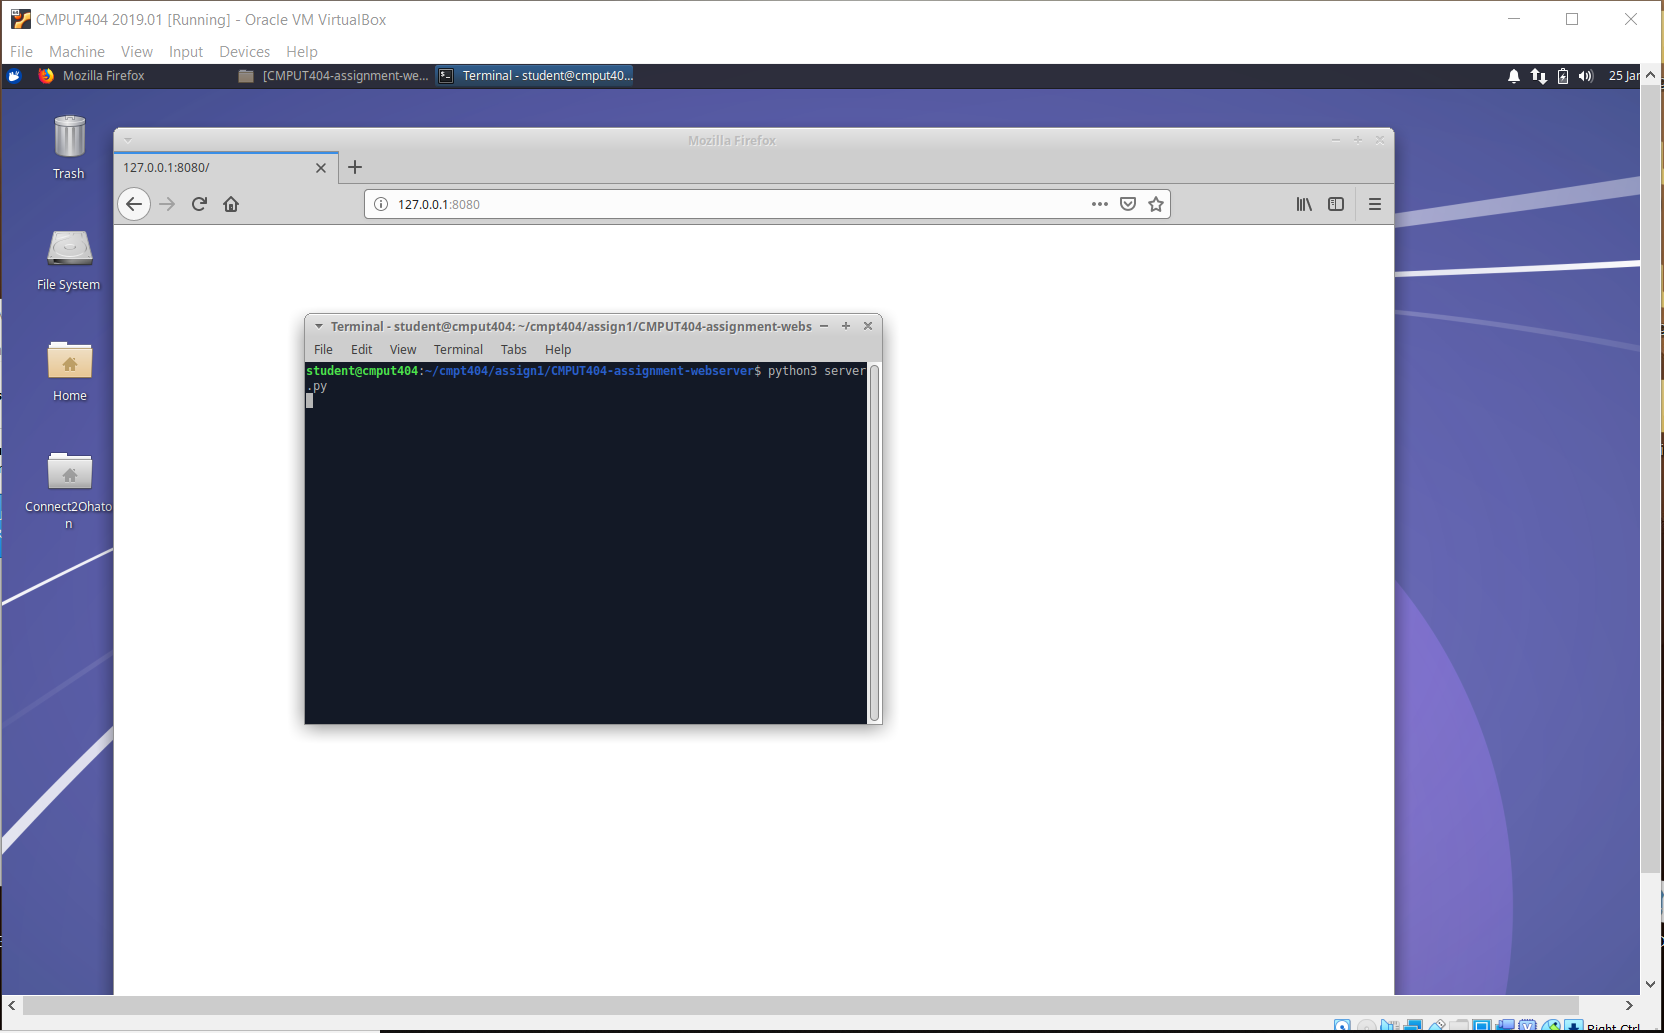 CMPUT404 2019.01 [Running] - Oracle VM VirtualBox
File Machine View Input Devices Help
Mozilla Firefox [CMPUT404-assignment-we... Terminal - student@cmput40... 25 Jar
Trash
Mozilla Firefox
127.0.0.1:8080/
127.0.0.1:8080
File System
Terminal - student@cmput404: ~/cmpt404/assign1/CMPUT404-assignment-webs
File Edit View Terminal Tabs Help
student@cmput404:~/cmpt404/assign1/CMPUT404-assignment-webserver$ python3 server
.py
Home
Connect2Ohato
n
Right Ctrl